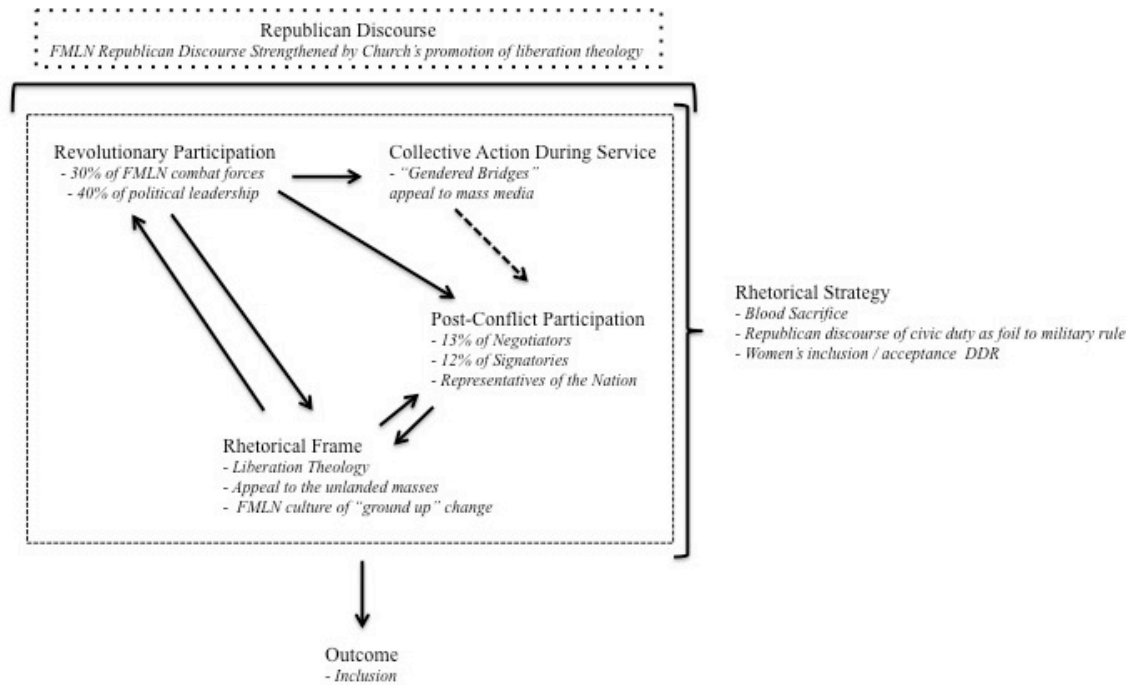 Republican Discourse
FMLN Republican Discourse Strengthened by Church's promotion of liberation theology
Revolutionary Participation
- 30% of FMLN combat forces
- 40% of political leadership
Collective Action During Service
- "Gendered Bridges"
appeal to mass media
Post-Conflict Participation
- 13% of Negotiators
- 12% of Signatories
- Representatives of the Nation
Rhetorical Strategy
- Blood Sacrifice
- Republican discourse of civic duty as foil to military rule
- Women's inclusion / acceptance DDR
Rhetorical Frame
- Liberation Theology
- Appeal to the unlanded masses
- FMLN culture of "ground up" change
Outcome
- Inclusion